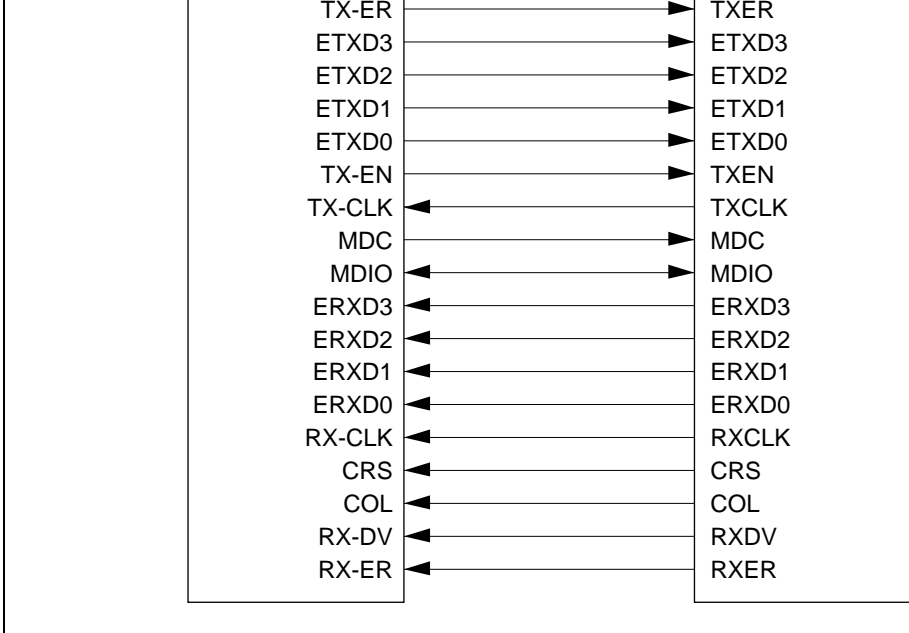 TX-ER TXER
ETXD3 ETXD3
ETXD2 ETXD2
ETXD1 ETXD1
ETXD0 ETXD0
TX-EN TXEN
TX-CLK TXCLK
MDC MDC
MDIO MDIO
ERXD3 ERXD3
ERXD2 ERXD2
ERXD1 ERXD1
ERXD0 ERXD0
RX-CLK RXCLK
CRS CRS
COL COL
RX-DV RXDV
RX-ER RXER